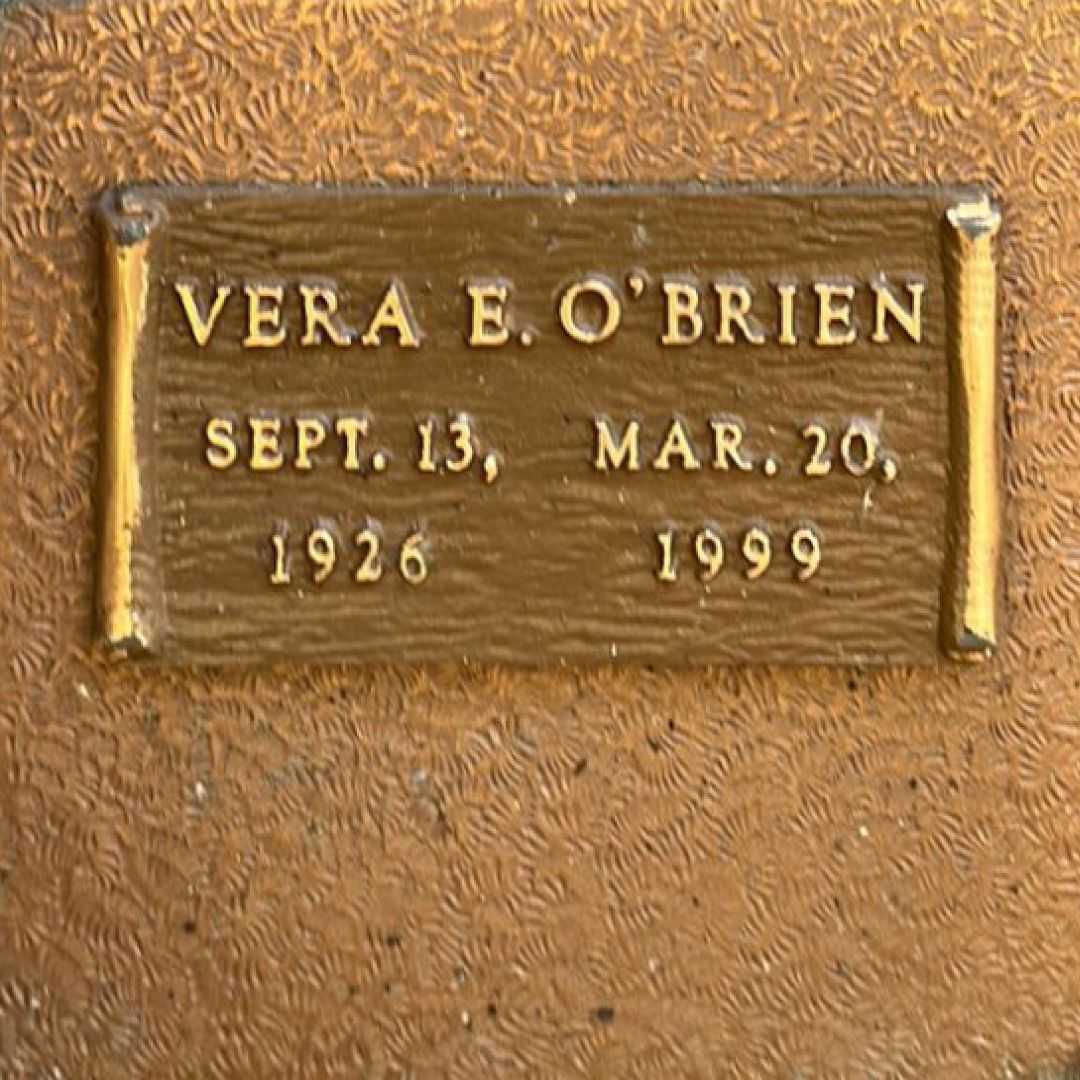 VERA E. O'BRIEN
SEPT. 13, MAR. 20,
1926 1999